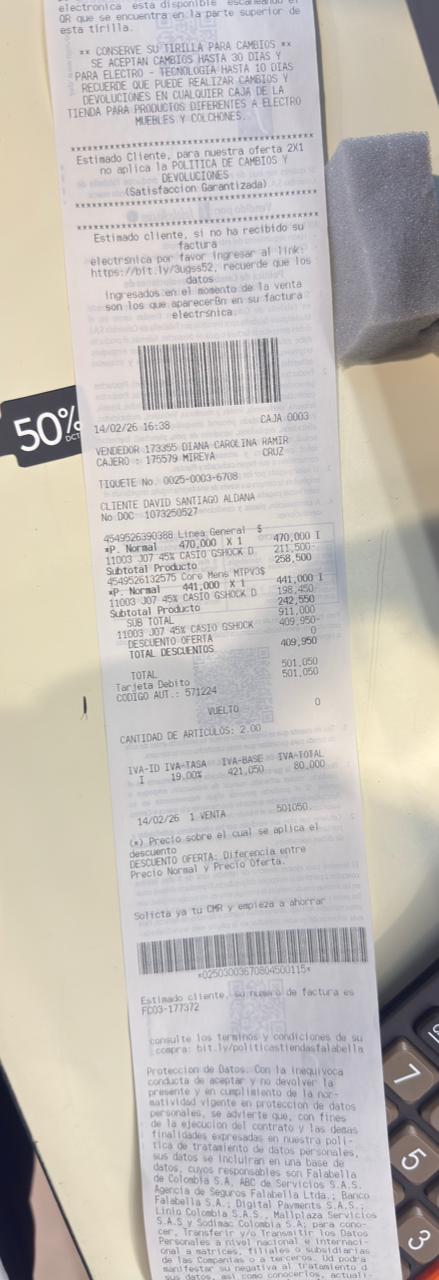 electronica esta disponible escaneando el
QR que se encuentra en la parte superior de
esta tirilla.
** CONSERVE SU TIRILLA PARA CAMBIOS **
SE ACEPTAN CAMBIOS HASTA 30 DIAS Y
PARA ELECTRO - TECNOLOGIA HASTA 10 DIAS
RECUERDE QUE PUEDE REALIZAR CAMBIOS Y
DEVOLUCIONES EN CUALQUIER CAJA DE LA
TIENDA PARA PRODUCTOS DIFERENTES A ELECTRO
MUEBLES Y COLCHONES.
****************************************
Estimado Cliente, para nuestra oferta 2X1
no aplica la POLITICA DE CAMBIOS Y
DEVOLUCIONES
(Satisfaccion Garantizada)
****************************************
****************************************
Estimado cliente, si no ha recibido su
factura
electrsnica por favor ingresar al link:
https://bit.ly/3ugss52, recuerde que los
datos
ingresados en el momento de la venta
son los que aparecerBn en su factura
electrsnica.
50%
DCT
14/02/26 16:38 CAJA 0003
VENDEDOR 173355 DIANA CAROLINA RAMIR
CAJERO : 175579 MIREYA CRUZ
TIQUETE No. 0025-0003-6708
CLIENTE DAVID SANTIAGO ALDANA
No DOC 1073250527
4549526390388 Linea General $
*P. Normal 470,000 X 1 470,000 I
11003 J07 45% CASIO GSHOCK D 211,500-
Subtotal Producto 258,500
4549526132575 Core Mens MTPV3$
*P. Normal 441,000 X 1 441,000 I
11003 J07 45% CASIO GSHOCK D 198,450-
Subtotal Producto 242,550
SUB TOTAL 911,000
11003 J07 45% CASIO GSHOCK 409,950-
DESCUENTO OFERTA 0
TOTAL DESCUENTOS 409,950
TOTAL 501,050
Tarjeta Debito 501,050
CODIGO AUT.: 571224
VUELTO 0
CANTIDAD DE ARTICULOS: 2.00
IVA-ID IVA-TASA IVA-BASE IVA-TOTAL
I 19.00% 421,050 80,000
14/02/26 1 VENTA 501050.
(*) Precio sobre el cual se aplica el
descuento
DESCUENTO OFERTA: Diferencia entre
Precio Normal y Precio Oferta.
Solicta ya tu CMR y empieza a ahorrar
*02503003670804500115*
Estimado cliente, su numero de factura es
FC03-177372
consulte los terminos y condiciones de su
compra: bit.ly/politicastiendasfalabella
Proteccion de Datos. Con la inequivoca
conducta de aceptar y no devolver la
presente y en cumplimiento de la nor-
matividad vigente en proteccion de datos
personales, se advierte que, con fines
de la ejecucion del contrato y las demas
finalidades expresadas en nuestra poli-
tica de tratamiento de datos personales,
sus datos se incluiran en una base de
datos, cuyos responsables son Falabella
de Colombia S.A, ABC de Servicios S.A.S.
Agencia de Seguros Falabella Ltda.; Banco
Falabella S.A.; Digital Payments S.A.S.;
Linio Colombia S.A.S., Mallplaza Servicios
S.A.S y Sodimac Colombia S.A; para cono-
cer, Transferir y/o Transmitir los Datos
Personales a nivel nacional e internaci-
onal a matrices, filiales o subsidiarias
de las Companias o a terceros. Ud podra
manifestar su negativa al tratamiento d
sus datos, asi como conocerlos, actuali
7
5
3